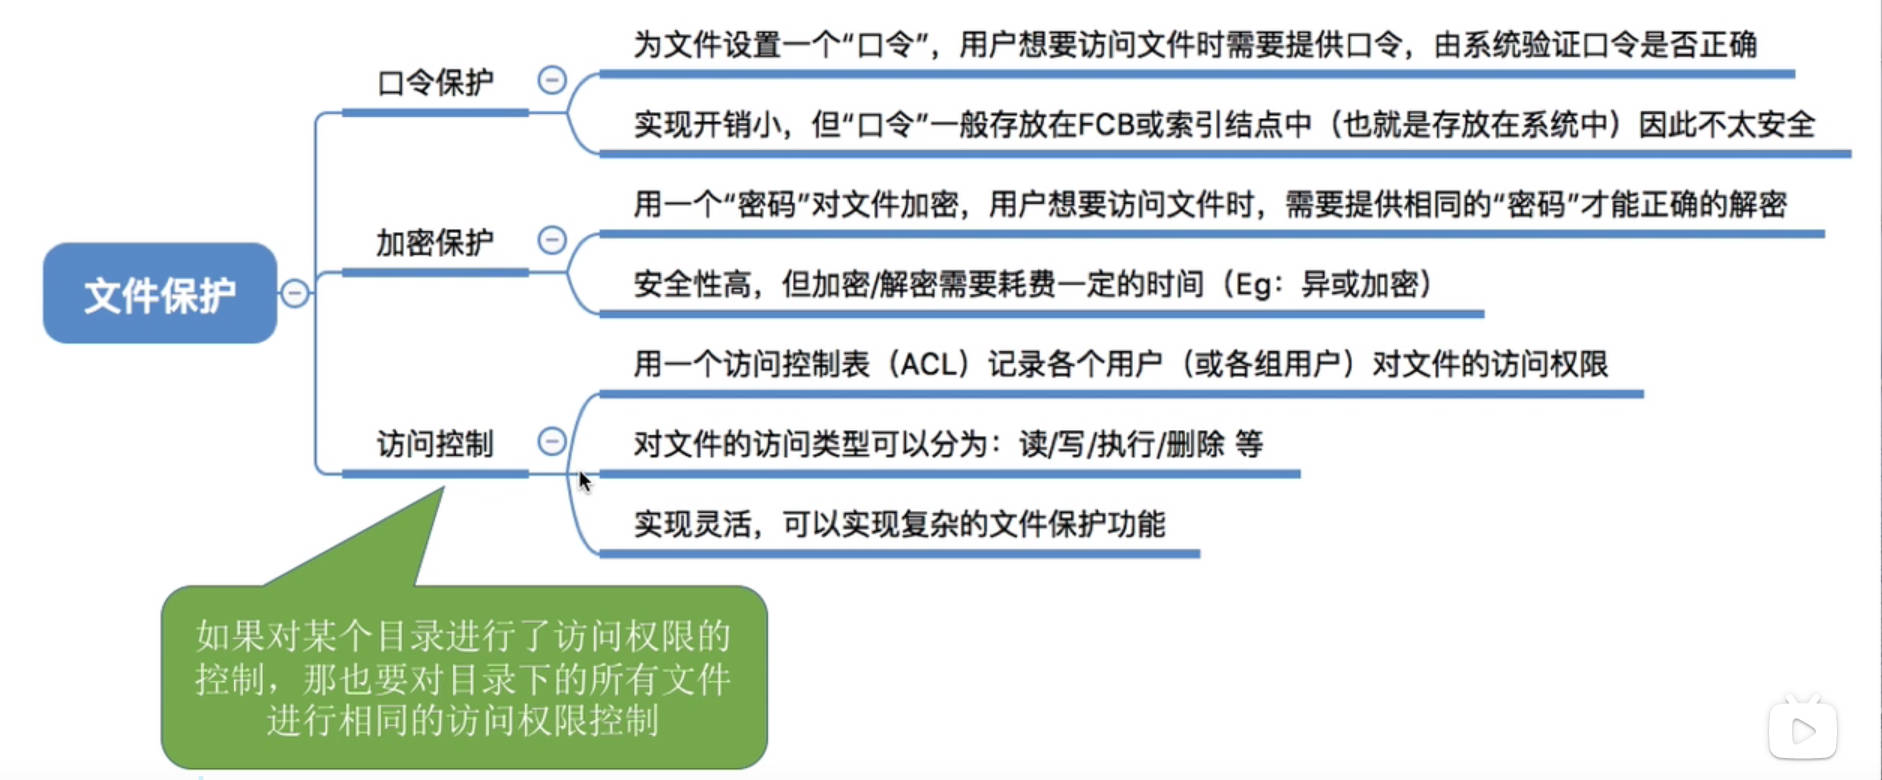 文件保护
口令保护
为文件设置一个“口令”，用户想要访问文件时需要提供口令，由系统验证口令是否正确
实现开销小，但“口令”一般存放在FCB或索引结点中（也就是存放在系统中）因此不太安全
加密保护
用一个“密码”对文件加密，用户想要访问文件时，需要提供相同的“密码”才能正确的解密
安全性高，但加密/解密需要耗费一定的时间（Eg：异或加密）
访问控制
用一个访问控制表（ACL）记录各个用户（或各组用户）对文件的访问权限
对文件的访问类型可以分为：读/写/执行/删除 等
实现灵活，可以实现复杂的文件保护功能
如果对某个目录进行了访问权限的
控制，那也要对目录下的所有文件
进行相同的访问权限控制